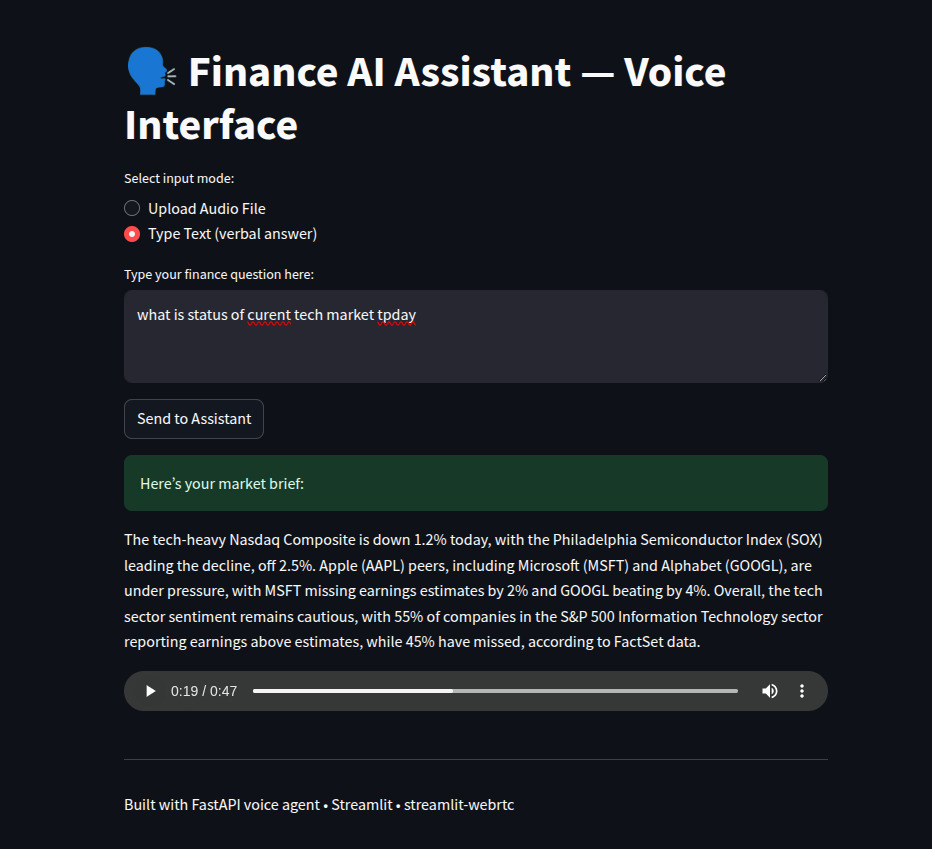 Finance AI Assistant — Voice
Interface
Select input mode:
Upload Audio File
Type Text (verbal answer)
Type your finance question here:
what is status of curent tech market tpday
Send to Assistant
Here’s your market brief:
The tech-heavy Nasdaq Composite is down 1.2% today, with the Philadelphia Semiconductor Index (SOX)
leading the decline, off 2.5%. Apple (AAPL) peers, including Microsoft (MSFT) and Alphabet (GOOGL), are
under pressure, with MSFT missing earnings estimates by 2% and GOOGL beating by 4%. Overall, the tech
sector sentiment remains cautious, with 55% of companies in the S&P 500 Information Technology sector
reporting earnings above estimates, while 45% have missed, according to FactSet data.
0:19 / 0:47
Built with FastAPI voice agent • Streamlit • streamlit-webrtc